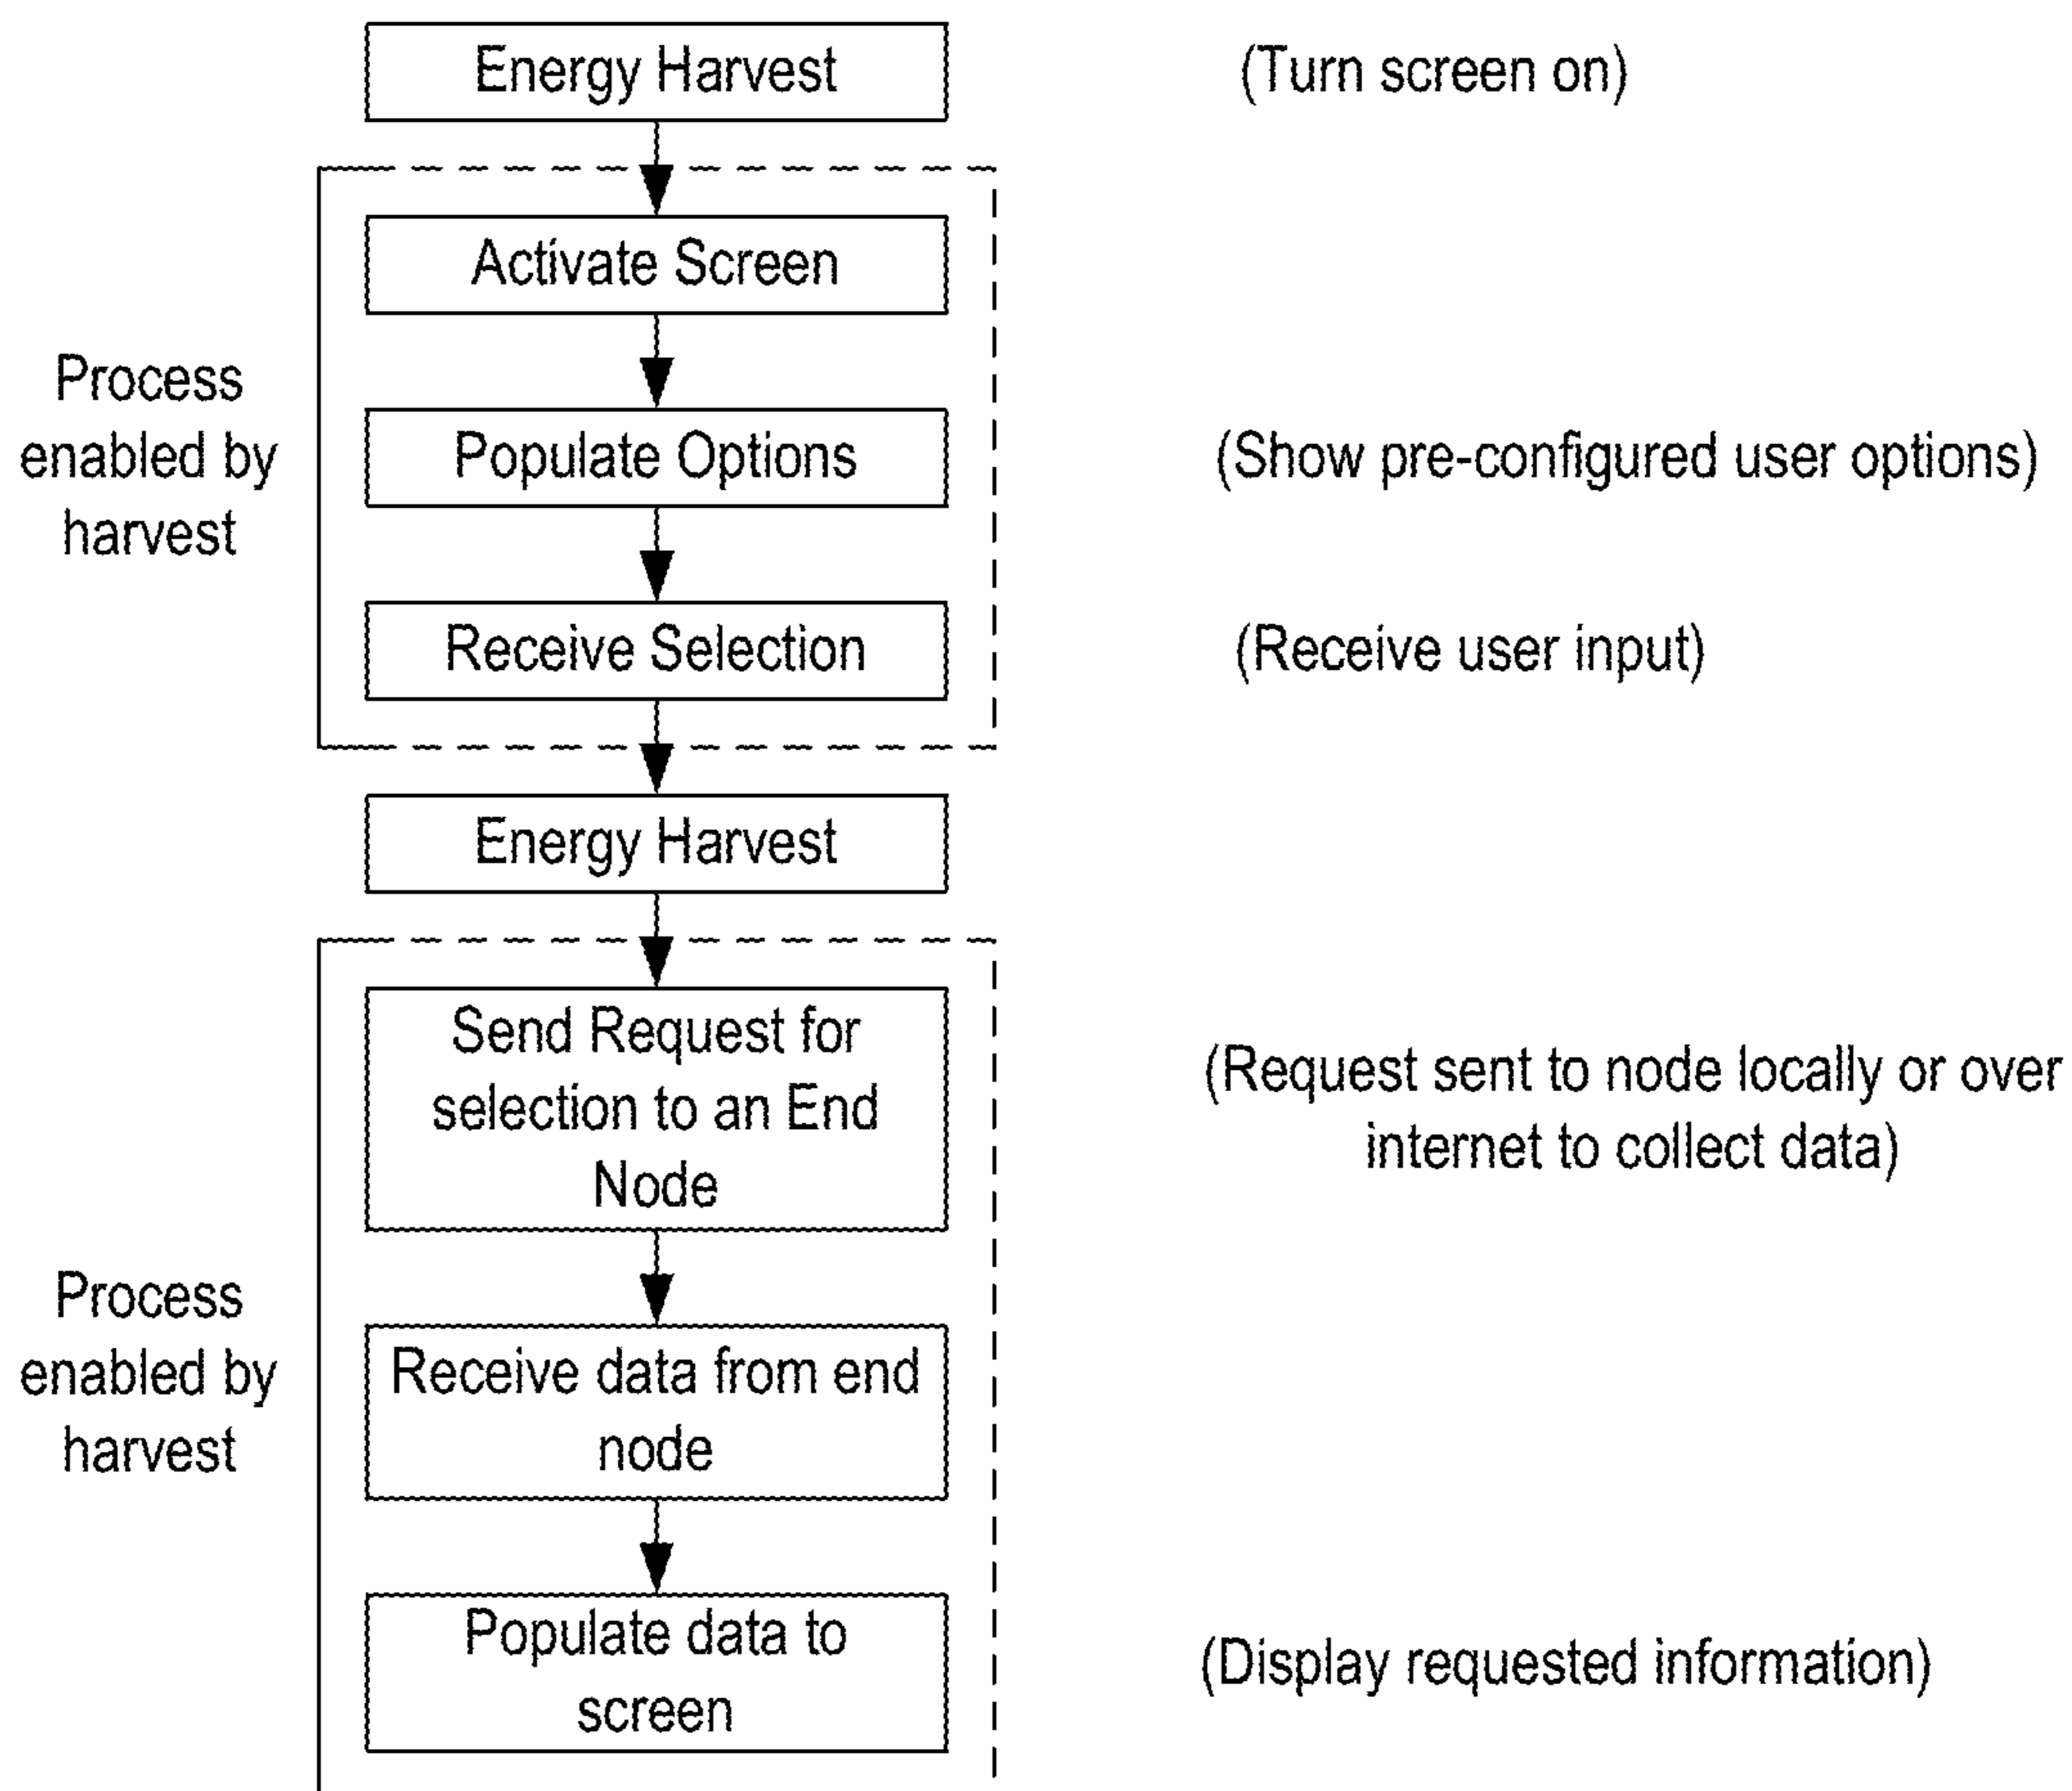 Energy Harvest
(Turn screen on)
Activate Screen
Process
enabled by
harvest
Populate Options
(Show pre-configured user options)
Receive Selection
(Receive user input)
Energy Harvest
Send Request for
selection to an End
Node
(Request sent to node locally or over
internet to collect data)
Process
enabled by
harvest
Receive data from end
node
Populate data to
screen
(Display requested information)